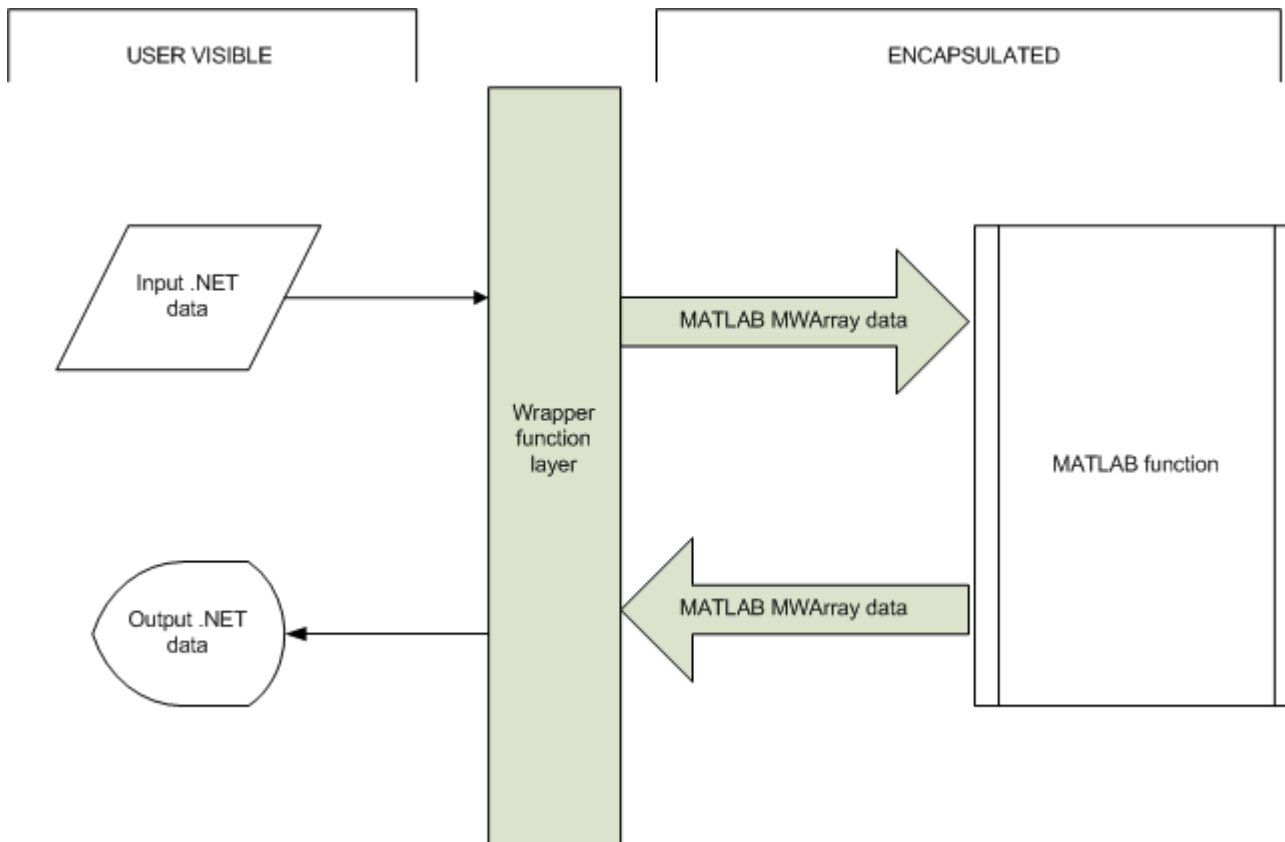 USER VISIBLE
ENCAPSULATED
Input .NET
data
MATLAB MWArray data
Wrapper
function
layer
MATLAB function
Output .NET
data
MATLAB MWArray data